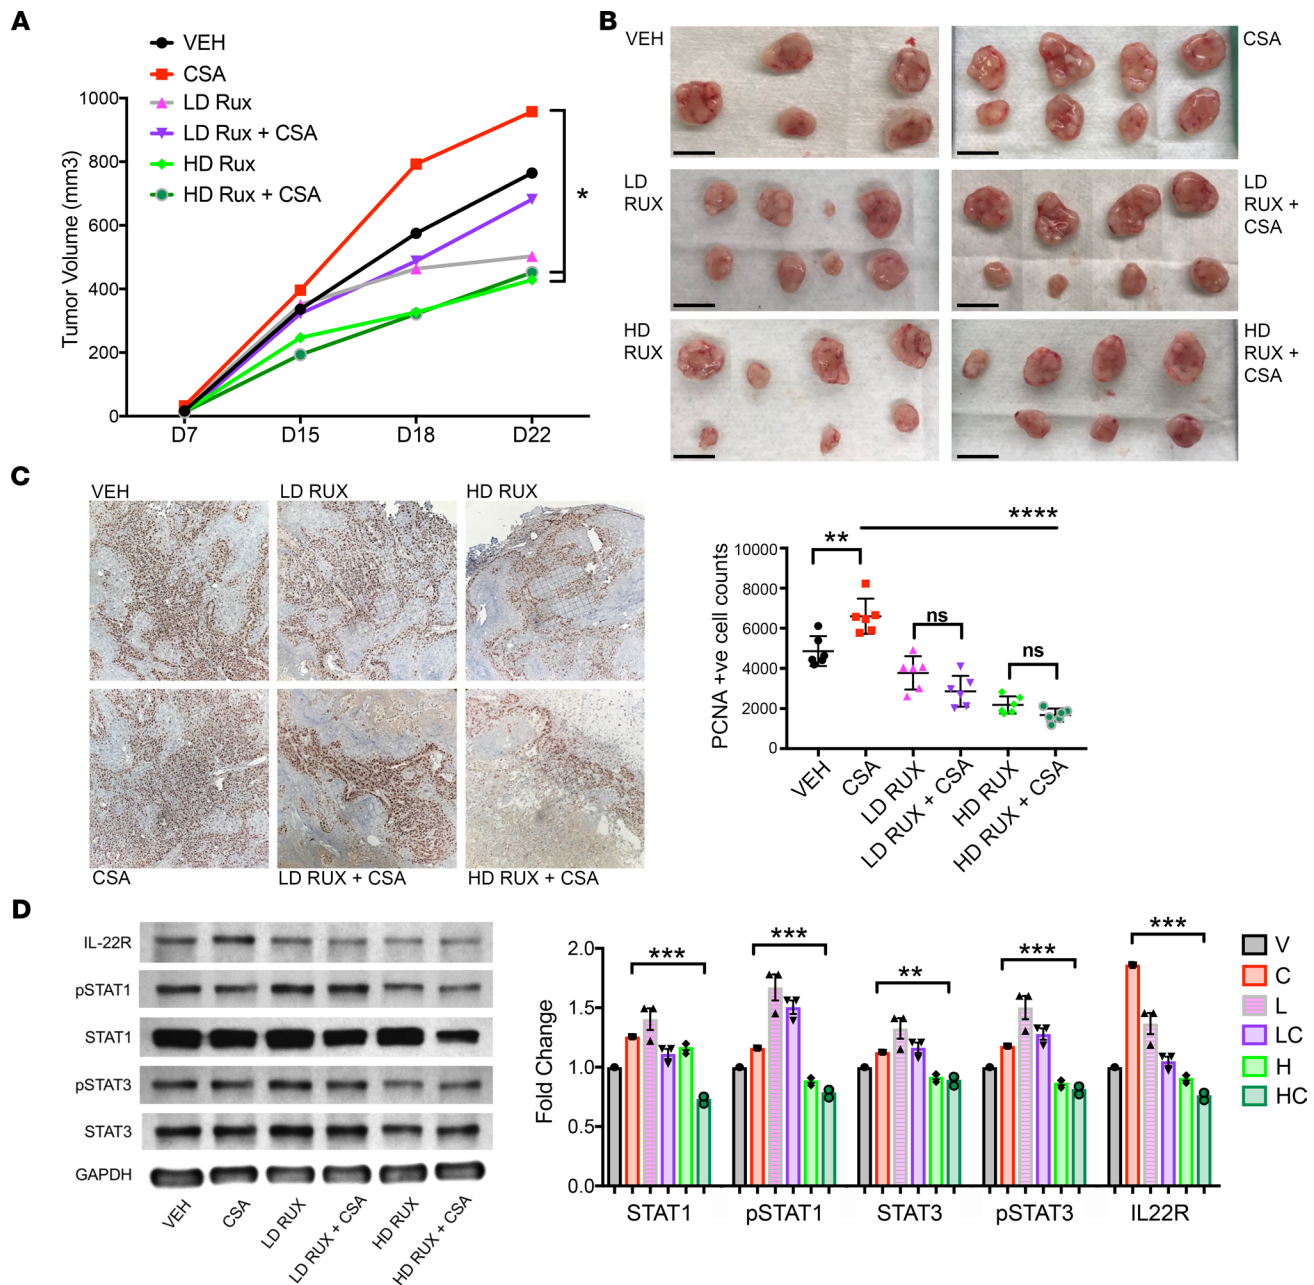 A
VEH
CSA
LD Rux
LD Rux + CSA
HD Rux
HD Rux + CSA
Tumor Volume (mm3)
1000
800
600
400
200
0
D7
D15
D18
D22
*
B
VEH
CSA
LD
RUX
LD
RUX +
CSA
HD
RUX
HD
RUX +
CSA
C
VEH
LD RUX
HD RUX
CSA
LD RUX + CSA
HD RUX + CSA
PCNA +ve cell counts
10000
8000
6000
4000
2000
0
**
****
ns
ns
VEH
CSA
LD RUX
LD RUX + CSA
HD RUX
HD RUX + CSA
D
IL-22R
pSTAT1
STAT1
pSTAT3
STAT3
GAPDH
VEH
CSA
LD RUX
LD RUX + CSA
HD RUX
HD RUX + CSA
Fold Change
2.0
1.5
1.0
0.5
0.0
***
***
**
***
***
STAT1
pSTAT1
STAT3
pSTAT3
IL22R
V
C
L
LC
H
HC